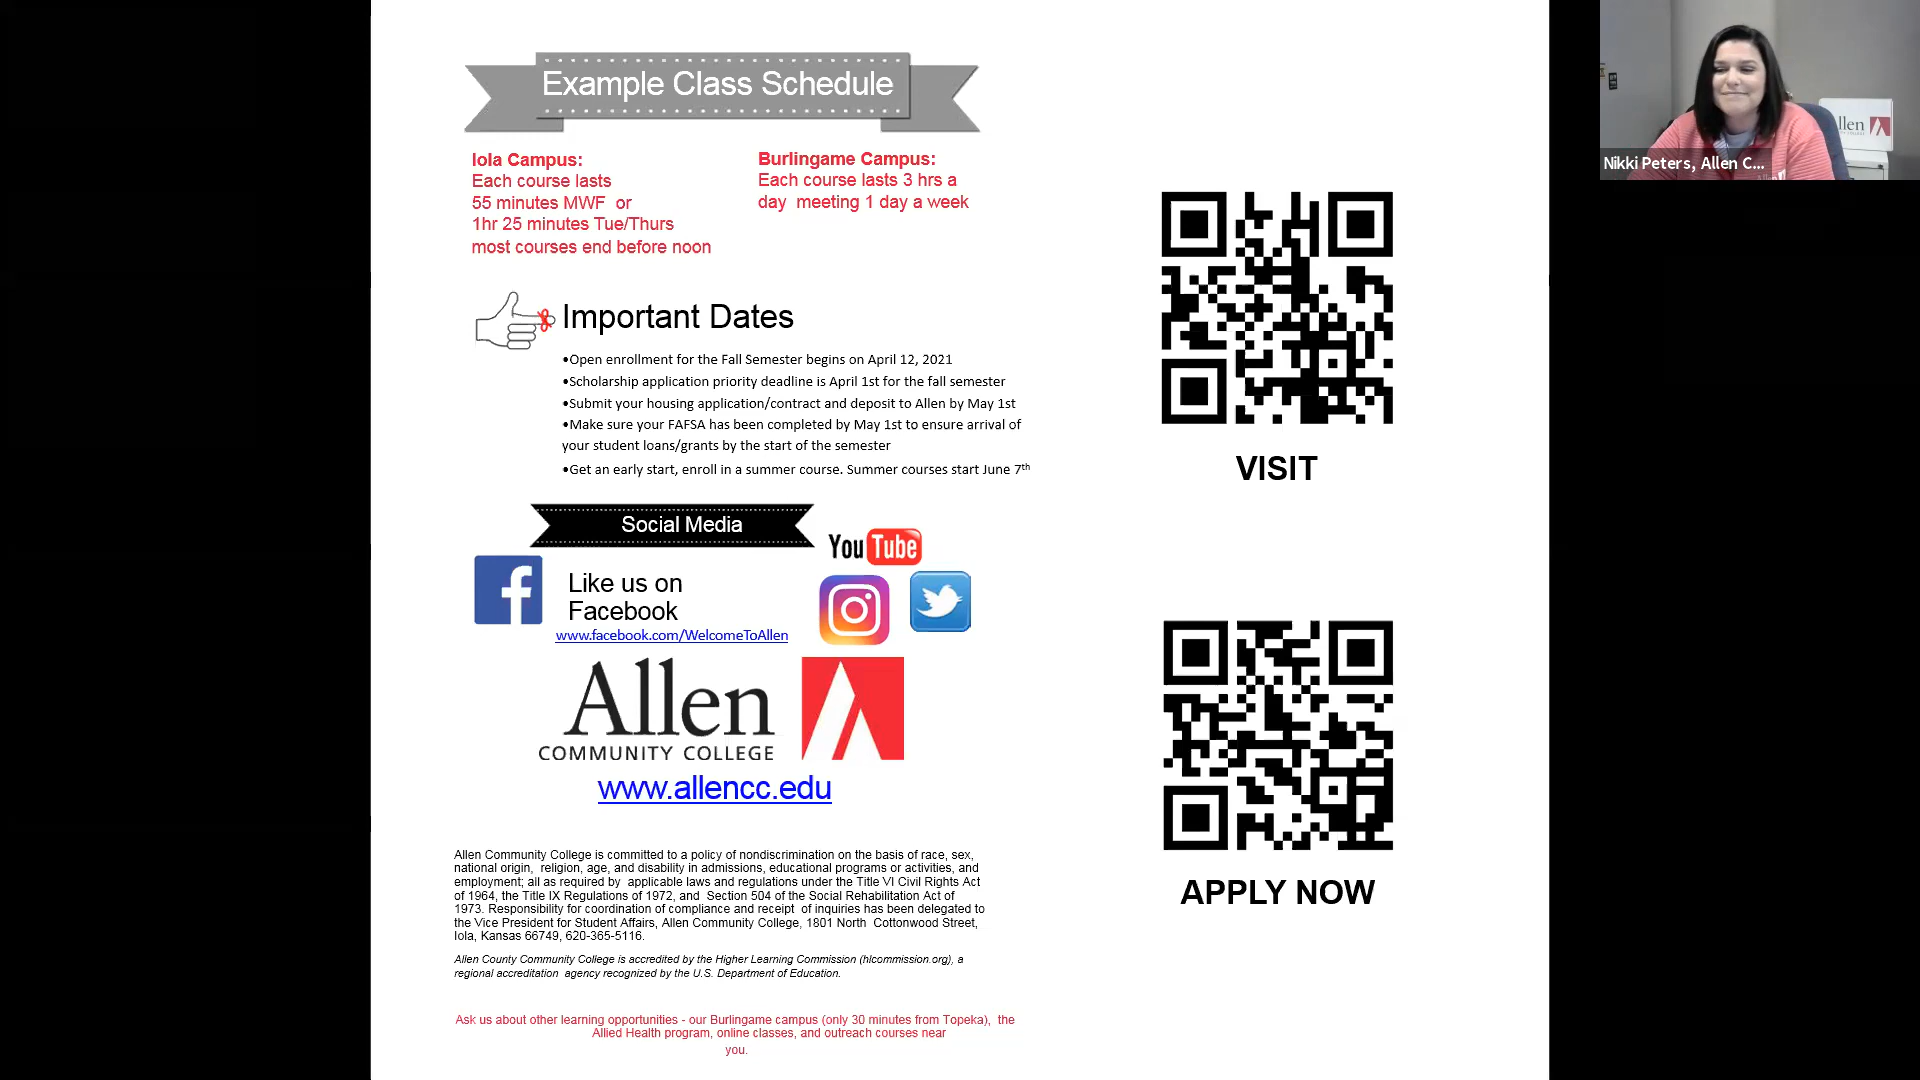 Example Class Schedule
Iola Campus:
Each course lasts
55 minutes MWF or
1hr 25 minutes Tue/Thurs
most courses end before noon
Burlingame Campus:
Each course lasts 3 hrs a
day meeting 1 day a week
Important Dates
•Open enrollment for the Fall Semester begins on April 12, 2021
•Scholarship application priority deadline is April 1st for the fall semester
•Submit your housing application/contract and deposit to Allen by May 1st
•Make sure your FAFSA has been completed by May 1st to ensure arrival of
your student loans/grants by the start of the semester
•Get an early start, enroll in a summer course. Summer courses start June 7th
Social Media
YouTube
Like us on
Facebook
www.facebook.com/WelcomeToAllen
Allen
COMMUNITY COLLEGE
www.allencc.edu
Allen Community College is committed to a policy of nondiscrimination on the basis of race, sex,
national origin, religion, age, and disability in admissions, educational programs or activities, and
employment; all as required by applicable laws and regulations under the Title VI Civil Rights Act
of 1964, the Title IX Regulations of 1972, and Section 504 of the Social Rehabilitation Act of
1973. Responsibility for coordination of compliance and receipt of inquiries has been delegated to
the Vice President for Student Affairs, Allen Community College, 1801 North Cottonwood Street,
Iola, Kansas 66749, 620-365-5116.
Allen County Community College is accredited by the Higher Learning Commission (hlcommission.org), a
regional accreditation agency recognized by the U.S. Department of Education.
Ask us about other learning opportunities - our Burlingame campus (only 30 minutes from Topeka), the
Allied Health program, online classes, and outreach courses near
you.
VISIT
APPLY NOW
llen
Nikki Peters, Allen C...